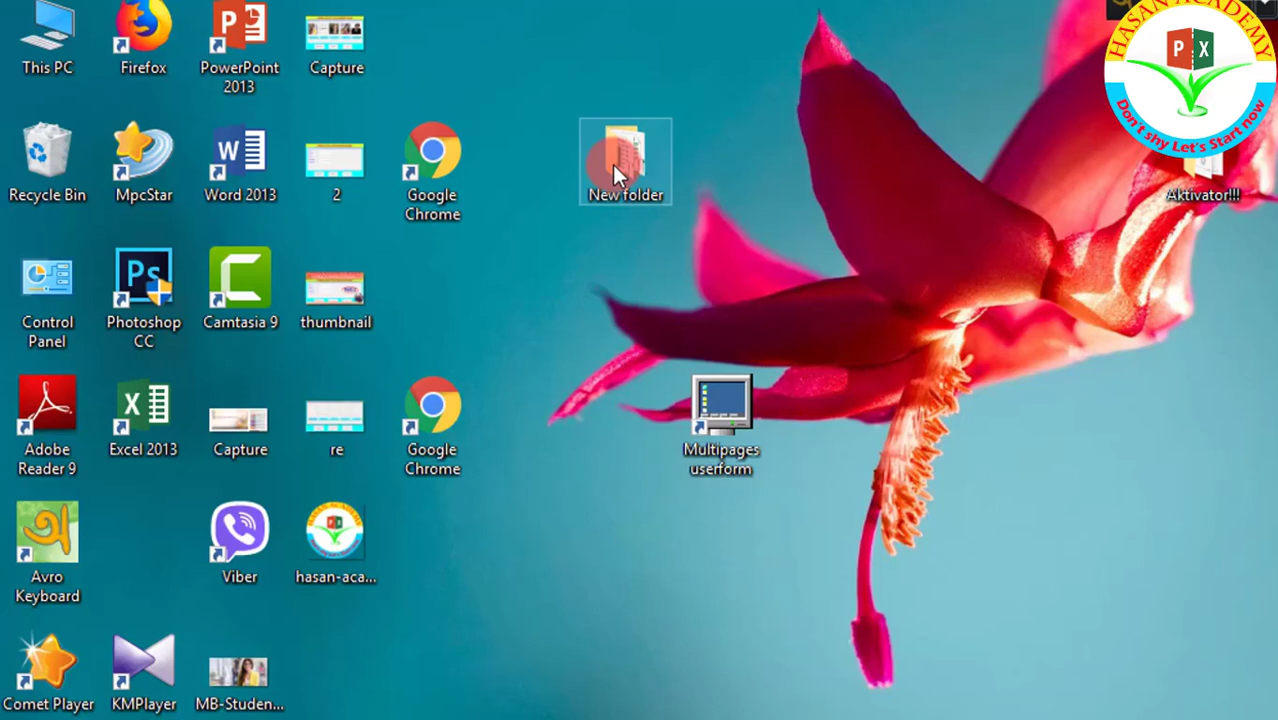 This PC
Firefox
PowerPoint
2013
Capture
HASAN ACADEMY
P X
Don't shy Let's Start now
Recycle Bin
MpcStar
Word 2013
2
Google
Chrome
New folder
Aktivator!!!
Control
Panel
Photoshop
CC
Camtasia 9
thumbnail
Adobe
Reader 9
Excel 2013
Capture
re
Google
Chrome
Multipages
userform
অ
Avro
Keyboard
Viber
hasan-aca...
Comet Player
KMPlayer
MB-Studen...